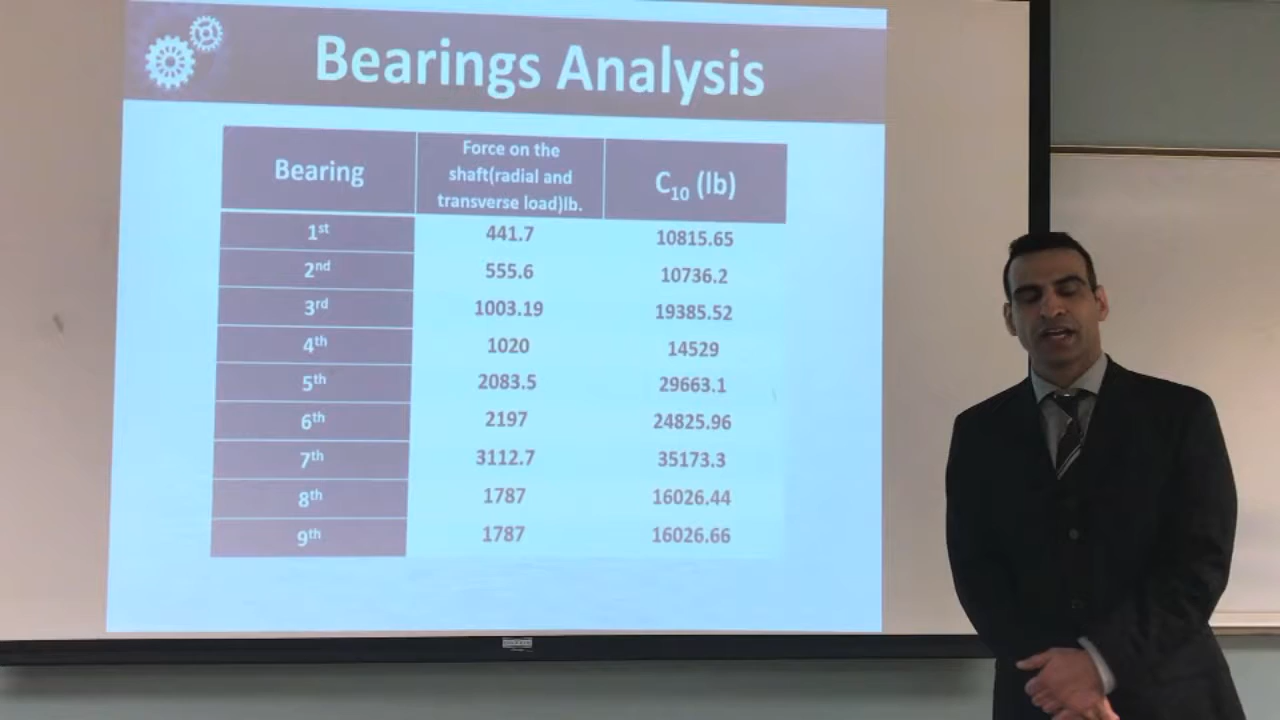 Bearings Analysis
Bearing
Force on the
shaft(radial and
transverse load)lb.
C10 (lb)
1st 441.7 10815.65
2nd 555.6 10736.2
3rd 1003.19 19385.52
4th 1020 14529
5th 2083.5 29663.1
6th 2197 24825.96
7th 3112.7 35173.3
8th 1787 16026.44
9th 1787 16026.66